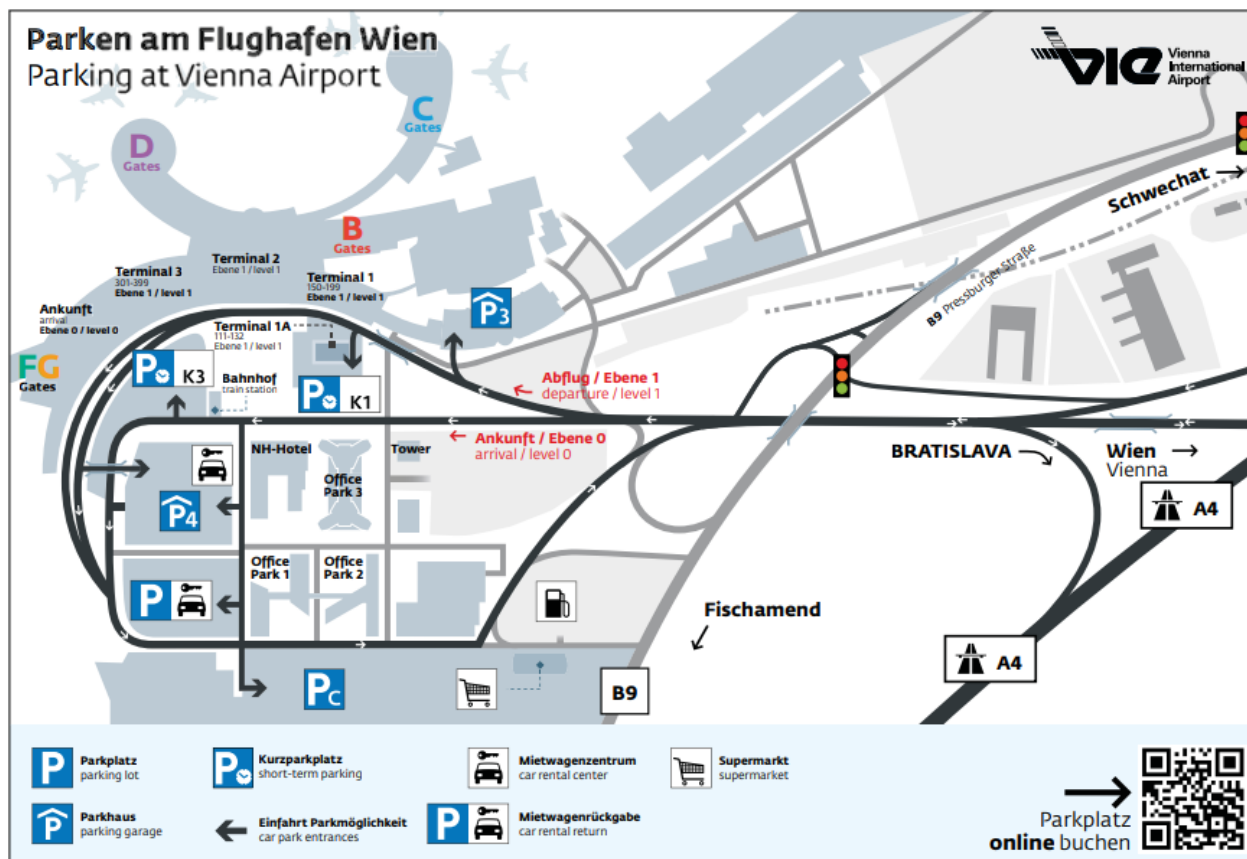 Parken am Flughafen Wien
Parking at Vienna Airport
VIE
Vienna
International
Airport
C
Gates
D
Gates
B
Gates
Schwechat
B9 Pressburger Straße
Terminal 3
301-399
Ebene 1 / level 1
Terminal 2
Ebene 1 / level 1
Terminal 1
150-199
Ebene 1 / level 1
Ankunft
arrival
Ebene 0 / level 0
Terminal 1A
111-132
Ebene 1 / level 1
P3
FG
Gates
P
K3
Bahnhof
train station
P
K1
Abflug / Ebene 1
departure / level 1
Ankunft / Ebene 0
arrival / level 0
NH-Hotel
Tower
Office
Park 3
BRATISLAVA
Wien
Vienna
A4
P4
Office
Park 1
Office
Park 2
P
Fischamend
A4
PC
B9
P
Parkplatz
parking lot
P
Kurzparkplatz
short-term parking
Mietwagenzentrum
car rental center
Supermarkt
supermarket
P
Parkhaus
parking garage
Einfahrt Parkmöglichkeit
car park entrances
P
Mietwagenrückgabe
car rental return
Parkplatz
online buchen